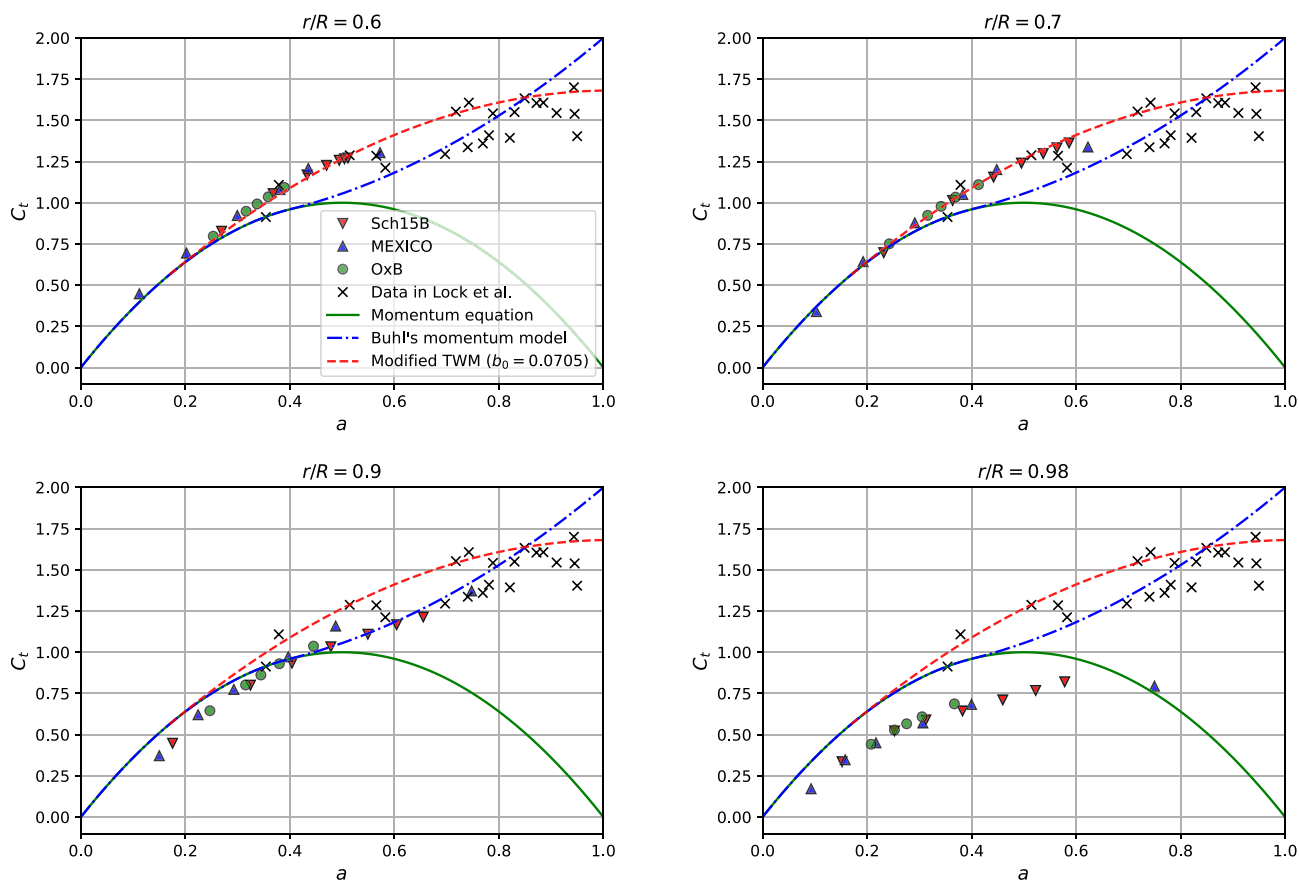 r/R = 0.6
2.00
1.75
1.50
1.25
1.00
0.75
0.50
0.25
0.00
C_t
Sch15B
MEXICO
OxB
Data in Lock et al.
Momentum equation
Buhl's momentum model
Modified TWM (b_0 = 0.0705)
0.0 0.2 0.4 0.6 0.8 1.0
a
r/R = 0.7
2.00
1.75
1.50
1.25
1.00
0.75
0.50
0.25
0.00
C_t
0.0 0.2 0.4 0.6 0.8 1.0
a
r/R = 0.9
2.00
1.75
1.50
1.25
1.00
0.75
0.50
0.25
0.00
C_t
0.0 0.2 0.4 0.6 0.8 1.0
a
r/R = 0.98
2.00
1.75
1.50
1.25
1.00
0.75
0.50
0.25
0.00
C_t
0.0 0.2 0.4 0.6 0.8 1.0
a